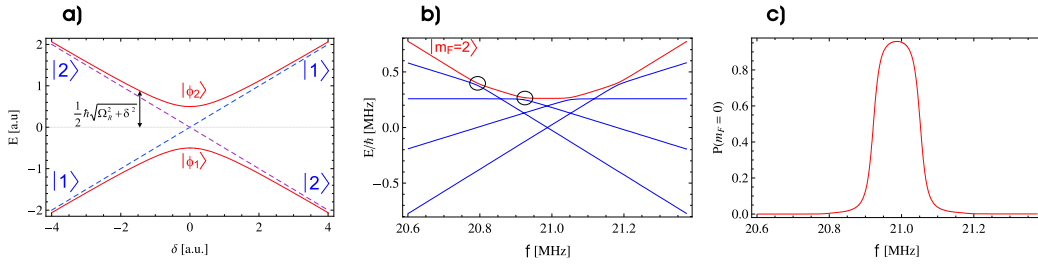 a)
b)
c)
2
1
0
−1
−2
E [a.u]
|2⟩
|1⟩
|ϕ2⟩
1/2 ℏ√Ω²R+δ²
|ϕ1⟩
|1⟩
|2⟩
−4
−2
0
2
4
δ [a.u.]
0.5
0.0
−0.5
E/h [MHz]
|mF=2⟩
20.6
20.8
21.0
21.2
f [MHz]
0.8
0.6
0.4
0.2
0.0
P(mF = 0)
20.6
20.8
21.0
21.2
f [MHz]